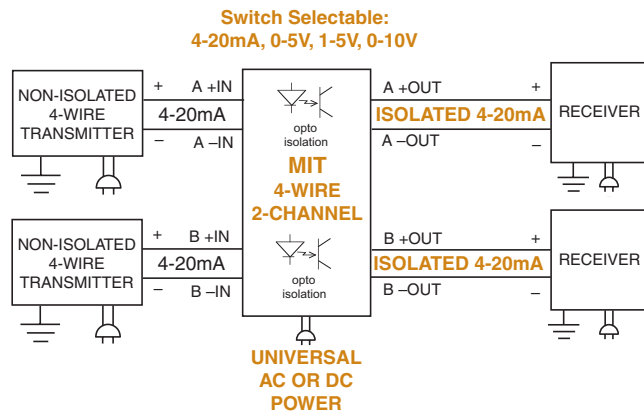 Switch Selectable:
4-20mA, 0-5V, 1-5V, 0-10V
NON-ISOLATED
4-WIRE
TRANSMITTER
+
4-20mA
–
A +IN
A –IN
opto
isolation
MIT
4-WIRE
2-CHANNEL
A +OUT
ISOLATED 4-20mA
A –OUT
+
–
RECEIVER
NON-ISOLATED
4-WIRE
TRANSMITTER
+
4-20mA
–
B +IN
B –IN
opto
isolation
B +OUT
ISOLATED 4-20mA
B –OUT
+
–
RECEIVER
UNIVERSAL
AC OR DC
POWER